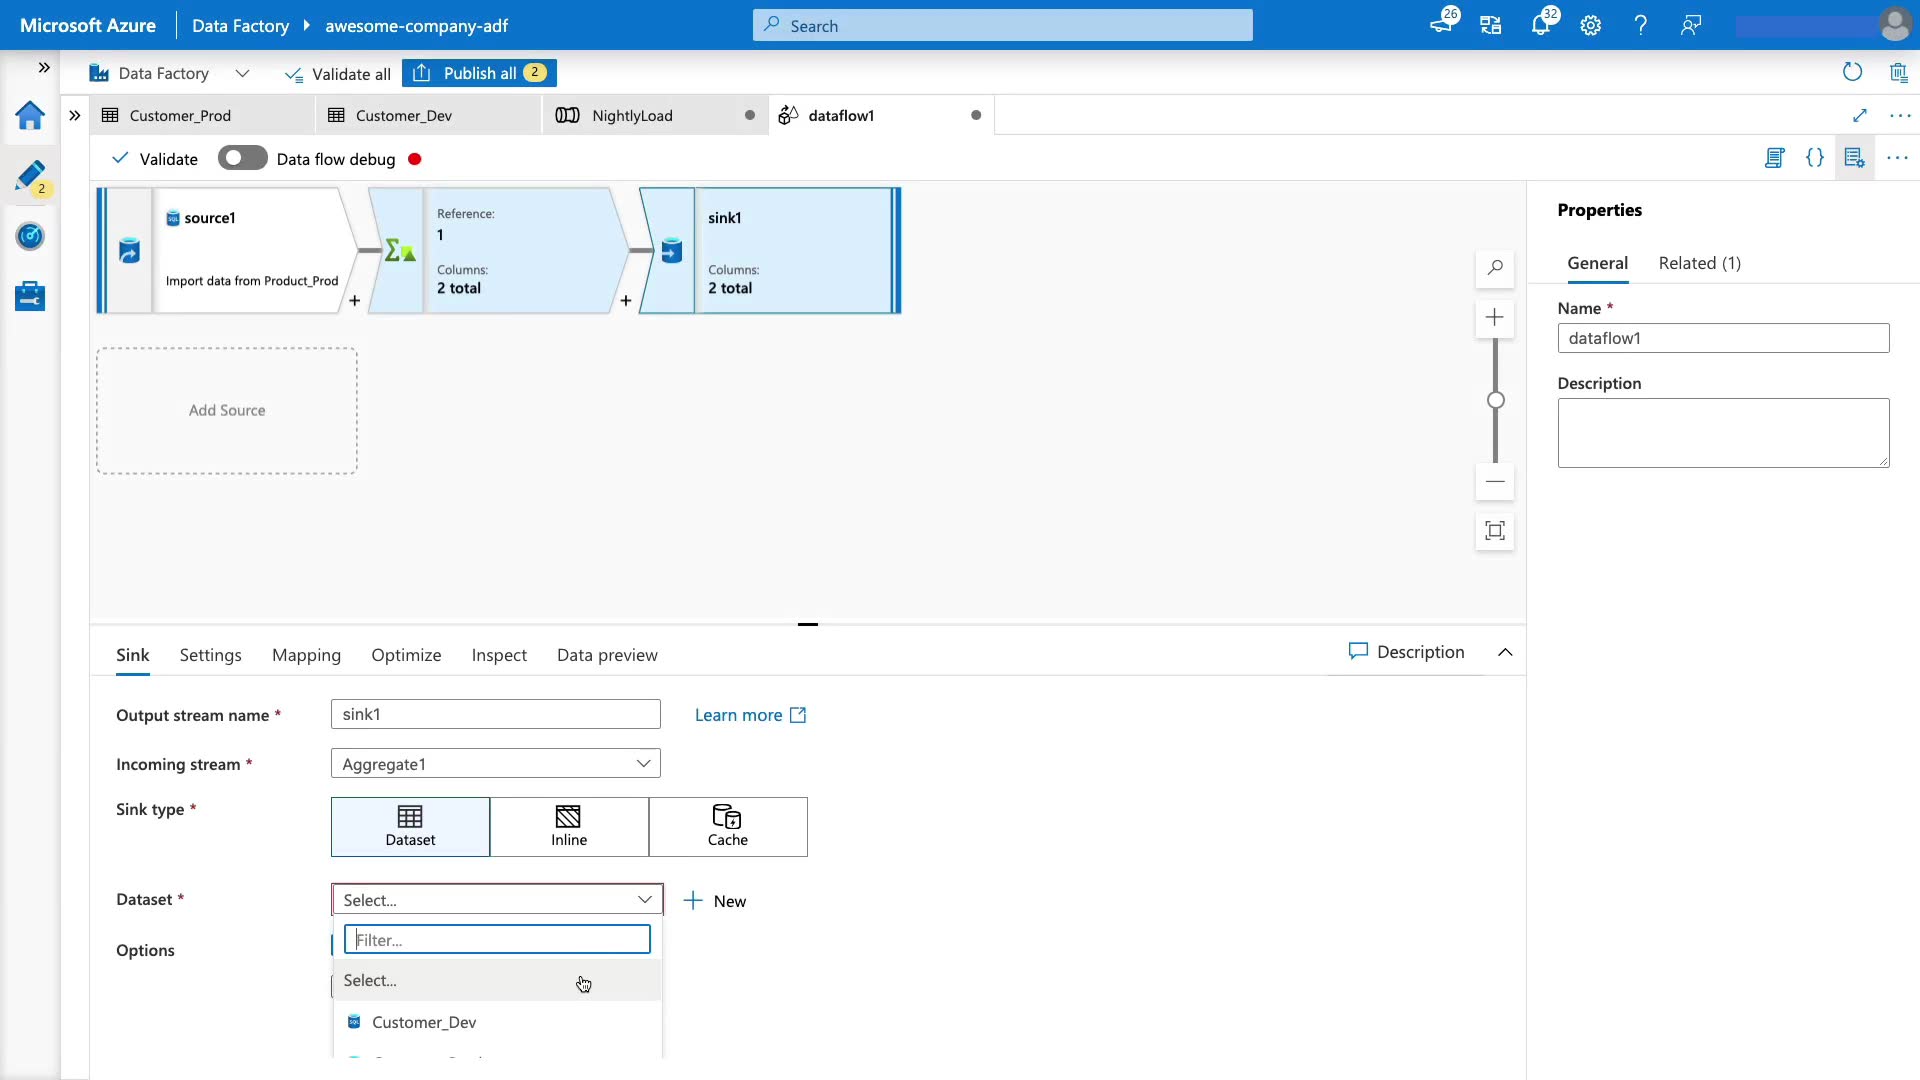 Microsoft Azure
Data Factory
awesome-company-adf
Search
26
32
Data Factory
Validate all
Publish all
2
Customer_Prod
Customer_Dev
NightlyLoad
dataflow1
2
Validate
Data flow debug
source1
Import data from Product_Prod
Reference:
1
Columns:
2 total
sink1
Columns:
2 total
Add Source
Properties
General
Related (1)
Name *
dataflow1
Description
Sink
Settings
Mapping
Optimize
Inspect
Data preview
Description
Output stream name *
sink1
Learn more
Incoming stream *
Aggregate1
Sink type *
Dataset
Inline
Cache
Dataset *
Select...
New
Filter...
Options
Select...
Customer_Dev